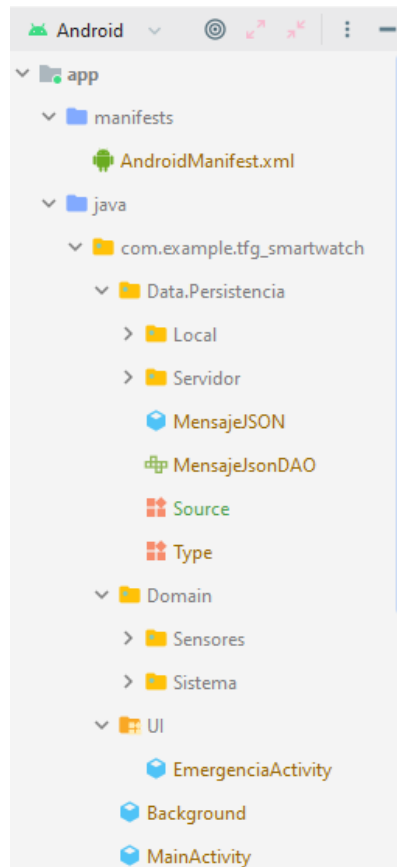 Android
app
manifests
AndroidManifest.xml
java
com.example.tfg_smartwatch
Data.Persistencia
Local
Servidor
MensajeJSON
MensajeJsonDAO
Source
Type
Domain
Sensores
Sistema
UI
EmergenciaActivity
Background
MainActivity